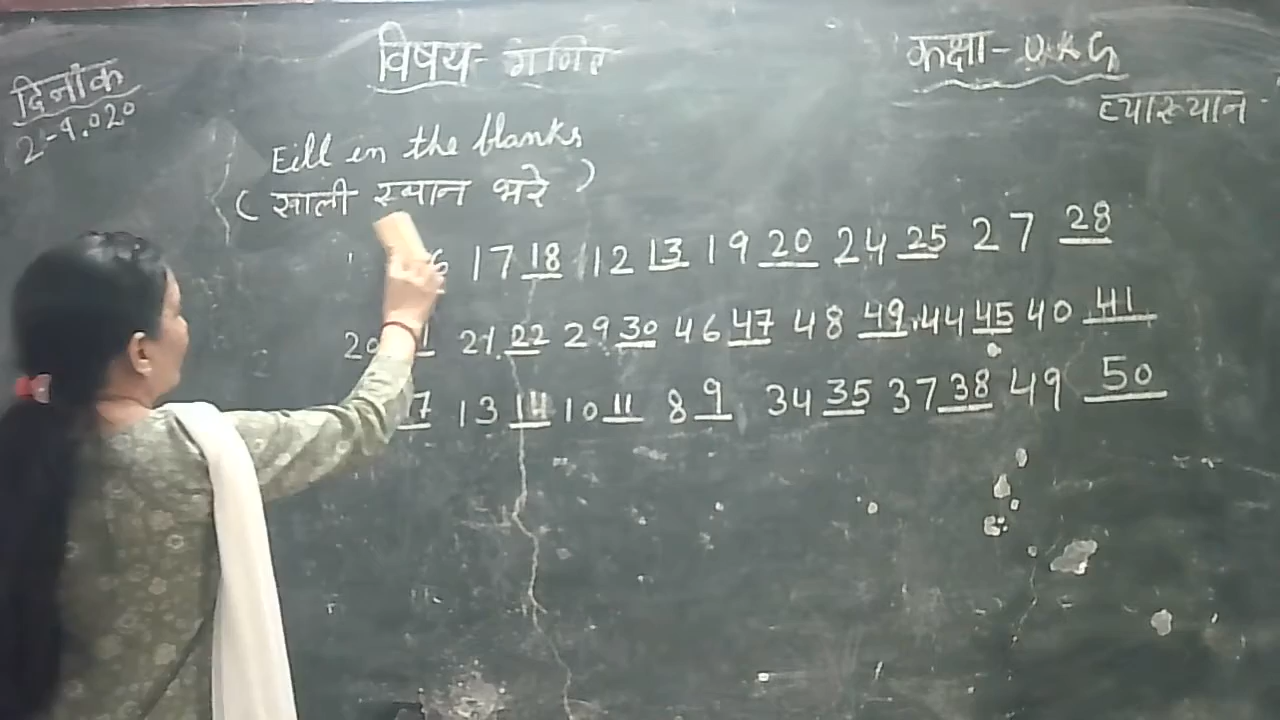 विषय- गणित
कक्षा- U.K.G
दिनांक
2-9.020
व्याख्यान -
Fill in the blanks
( खाली स्थान भरे )
6 17 18 12 13 19 20 24 25 27 28
20 21 22 29 30 46 47 48 49 44 45 40 41
7 13 14 10 11 8 9 34 35 37 38 49 50